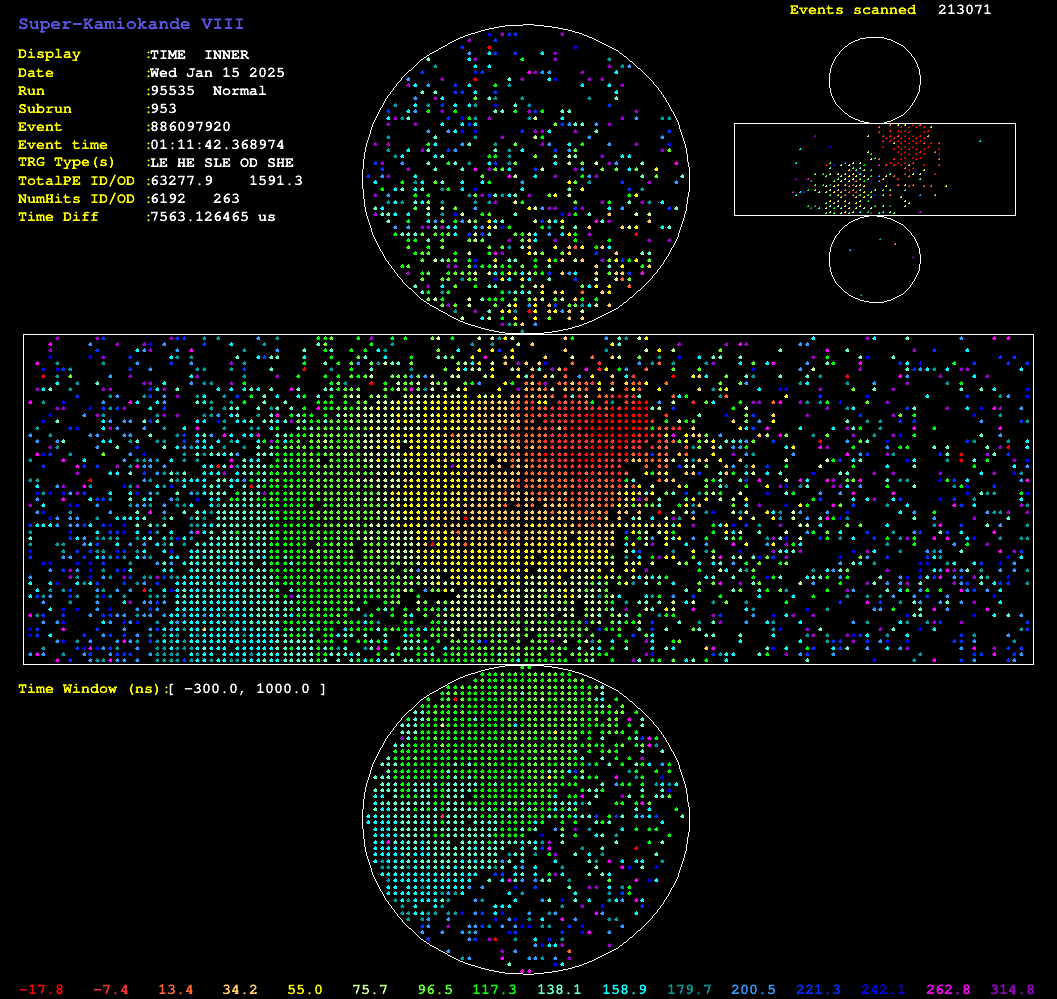 Super-Kamiokande VIII
Events scanned 213071
Display :TIME INNER
Date :Wed Jan 15 2025
Run :95535 Normal
Subrun :953
Event :886097920
Event time :01:11:42.368974
TRG Type(s) :LE HE SLE OD SHE
TotalPE ID/OD :63277.9 1591.3
NumHits ID/OD :6192 263
Time Diff :7563.126465 us
Time Window (ns):[ -300.0, 1000.0 ]
-17.8 -7.4 13.4 34.2 55.0 75.7 96.5 117.3 138.1 158.9 179.7 200.5 221.3 242.1 262.8 314.8